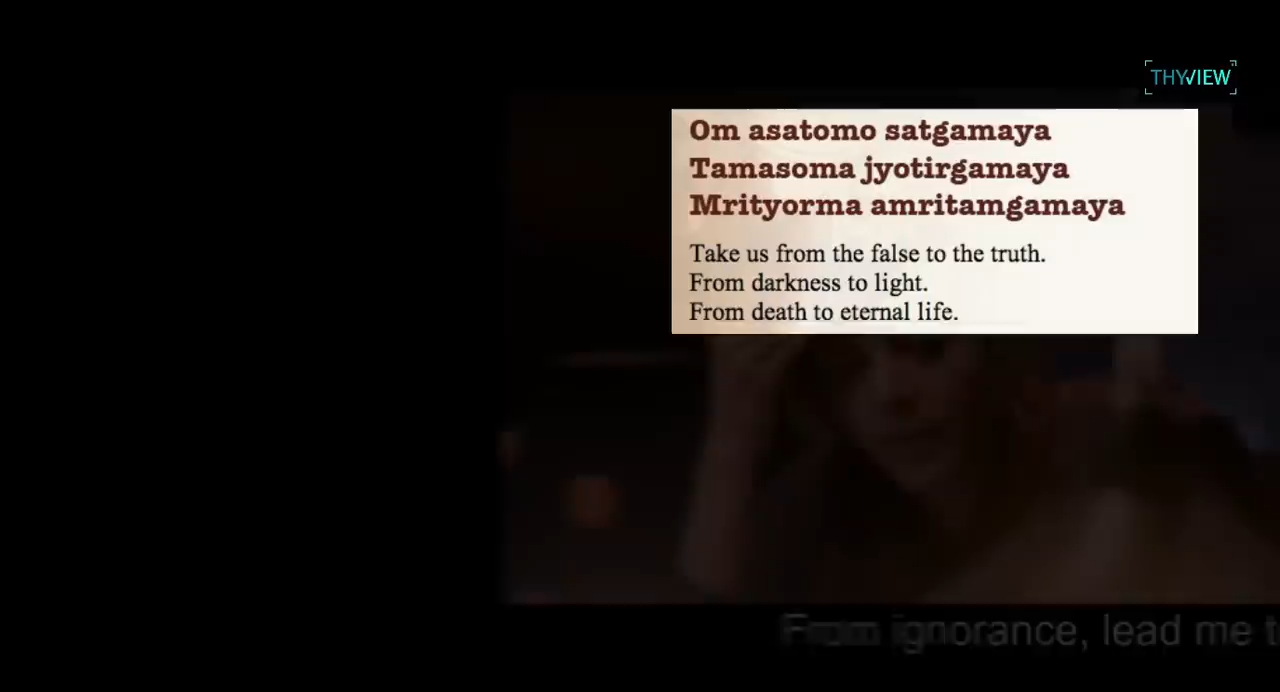 THYVIEW
Om asatomo satgamaya
Tamasoma jyotirgamaya
Mrityorma amritamgamaya
Take us from the false to the truth.
From darkness to light.
From death to eternal life.
From ignorance, lead me t